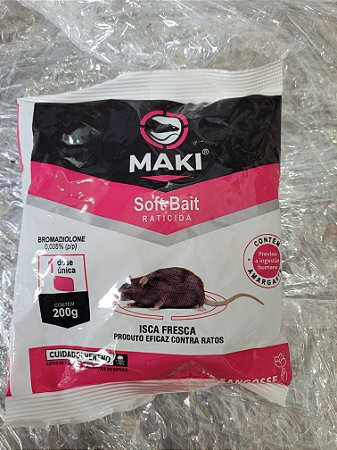 MAKI®
Soft Bait
RATICIDA
BROMADIOLONE
0,005% (p/p)
1 dose
única
CONTÉM
200g
CONTÉM
Previne
a ingestão
humana
AMARGANTE
ISCA FRESCA
PRODUTO EFICAZ CONTRA RATOS
CUIDADO! VENENO